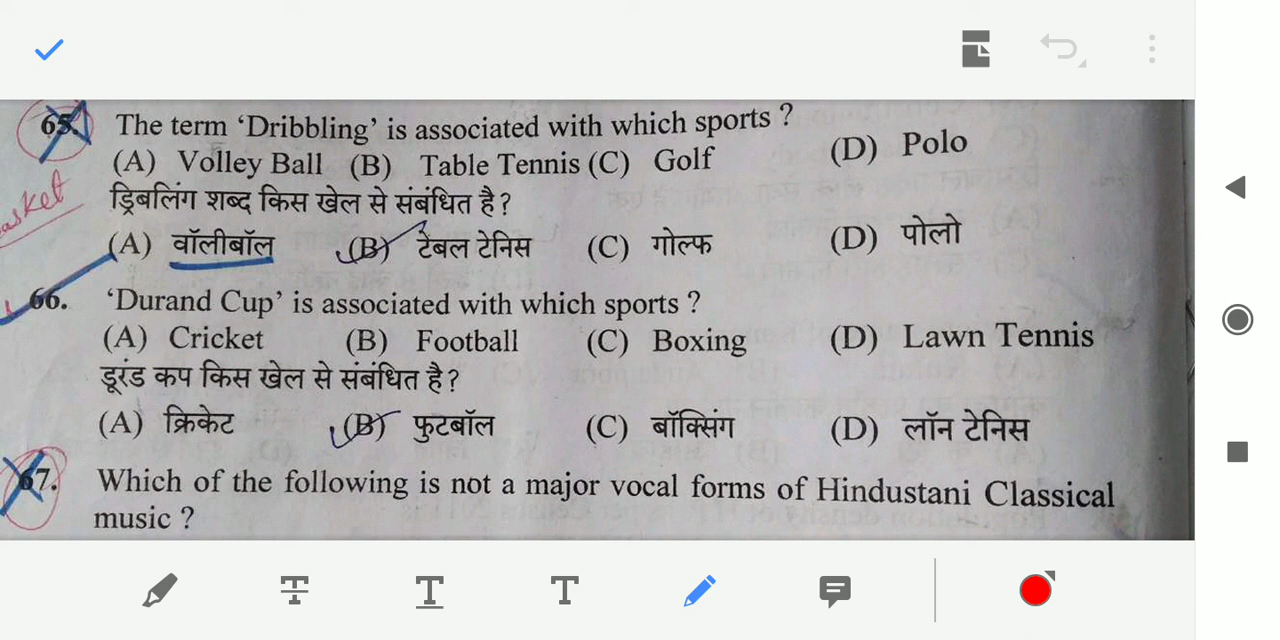 65. The term ‘Dribbling’ is associated with which sports ?
(A) Volley Ball (B) Table Tennis (C) Golf (D) Polo
ड्रिबलिंग शब्द किस खेल से संबंधित है?
(A) वॉलीबॉल (B) टेबल टेनिस (C) गोल्फ (D) पोलो
66. ‘Durand Cup’ is associated with which sports ?
(A) Cricket (B) Football (C) Boxing (D) Lawn Tennis
डूरंड कप किस खेल से संबंधित है?
(A) क्रिकेट (B) फुटबॉल (C) बॉक्सिंग (D) लॉन टेनिस
67. Which of the following is not a major vocal forms of Hindustani Classical
music ?